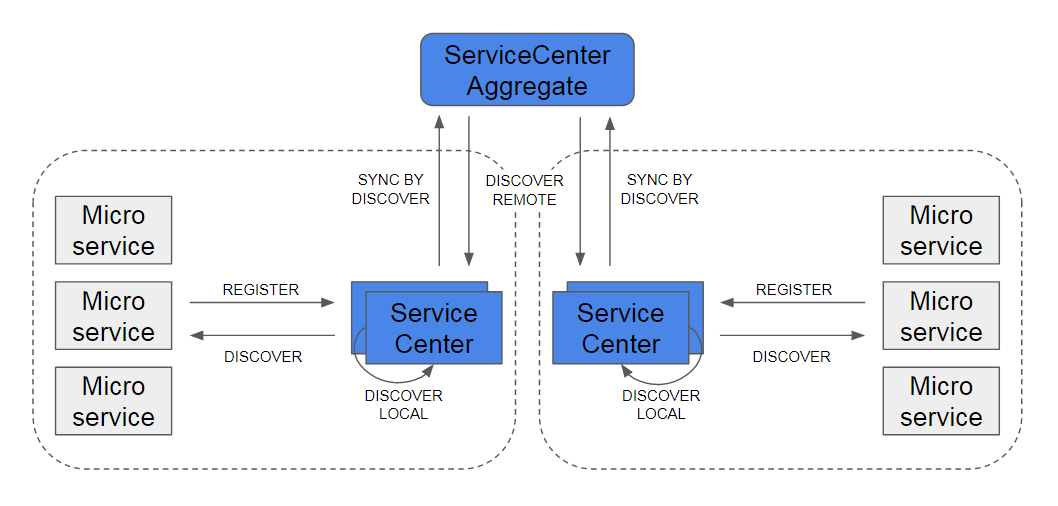 ServiceCenter
Aggregate
SYNC BY
DISCOVER
DISCOVER
REMOTE
SYNC BY
DISCOVER
Micro
service
Micro
service
Micro
service
REGISTER
DISCOVER
Service
Center
DISCOVER
LOCAL
Service
Center
DISCOVER
LOCAL
REGISTER
DISCOVER
Micro
service
Micro
service
Micro
service